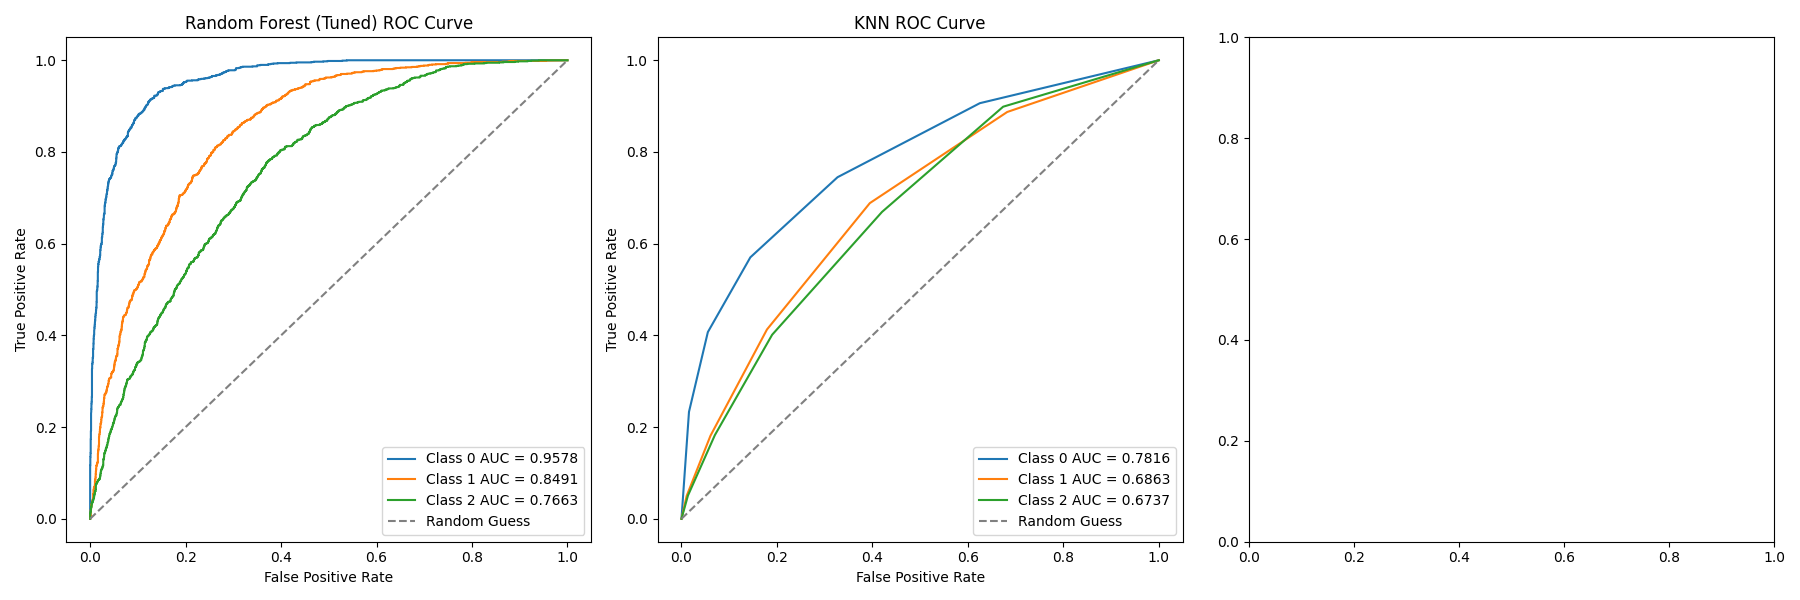 Random Forest (Tuned) ROC Curve
1.0
0.8
0.6
0.4
0.2
0.0
True Positive Rate
0.0 0.2 0.4 0.6 0.8 1.0
False Positive Rate
Class 0 AUC = 0.9578
Class 1 AUC = 0.8491
Class 2 AUC = 0.7663
Random Guess
KNN ROC Curve
1.0
0.8
0.6
0.4
0.2
0.0
True Positive Rate
0.0 0.2 0.4 0.6 0.8 1.0
False Positive Rate
Class 0 AUC = 0.7816
Class 1 AUC = 0.6863
Class 2 AUC = 0.6737
Random Guess
1.0
0.8
0.6
0.4
0.2
0.0
0.0 0.2 0.4 0.6 0.8 1.0